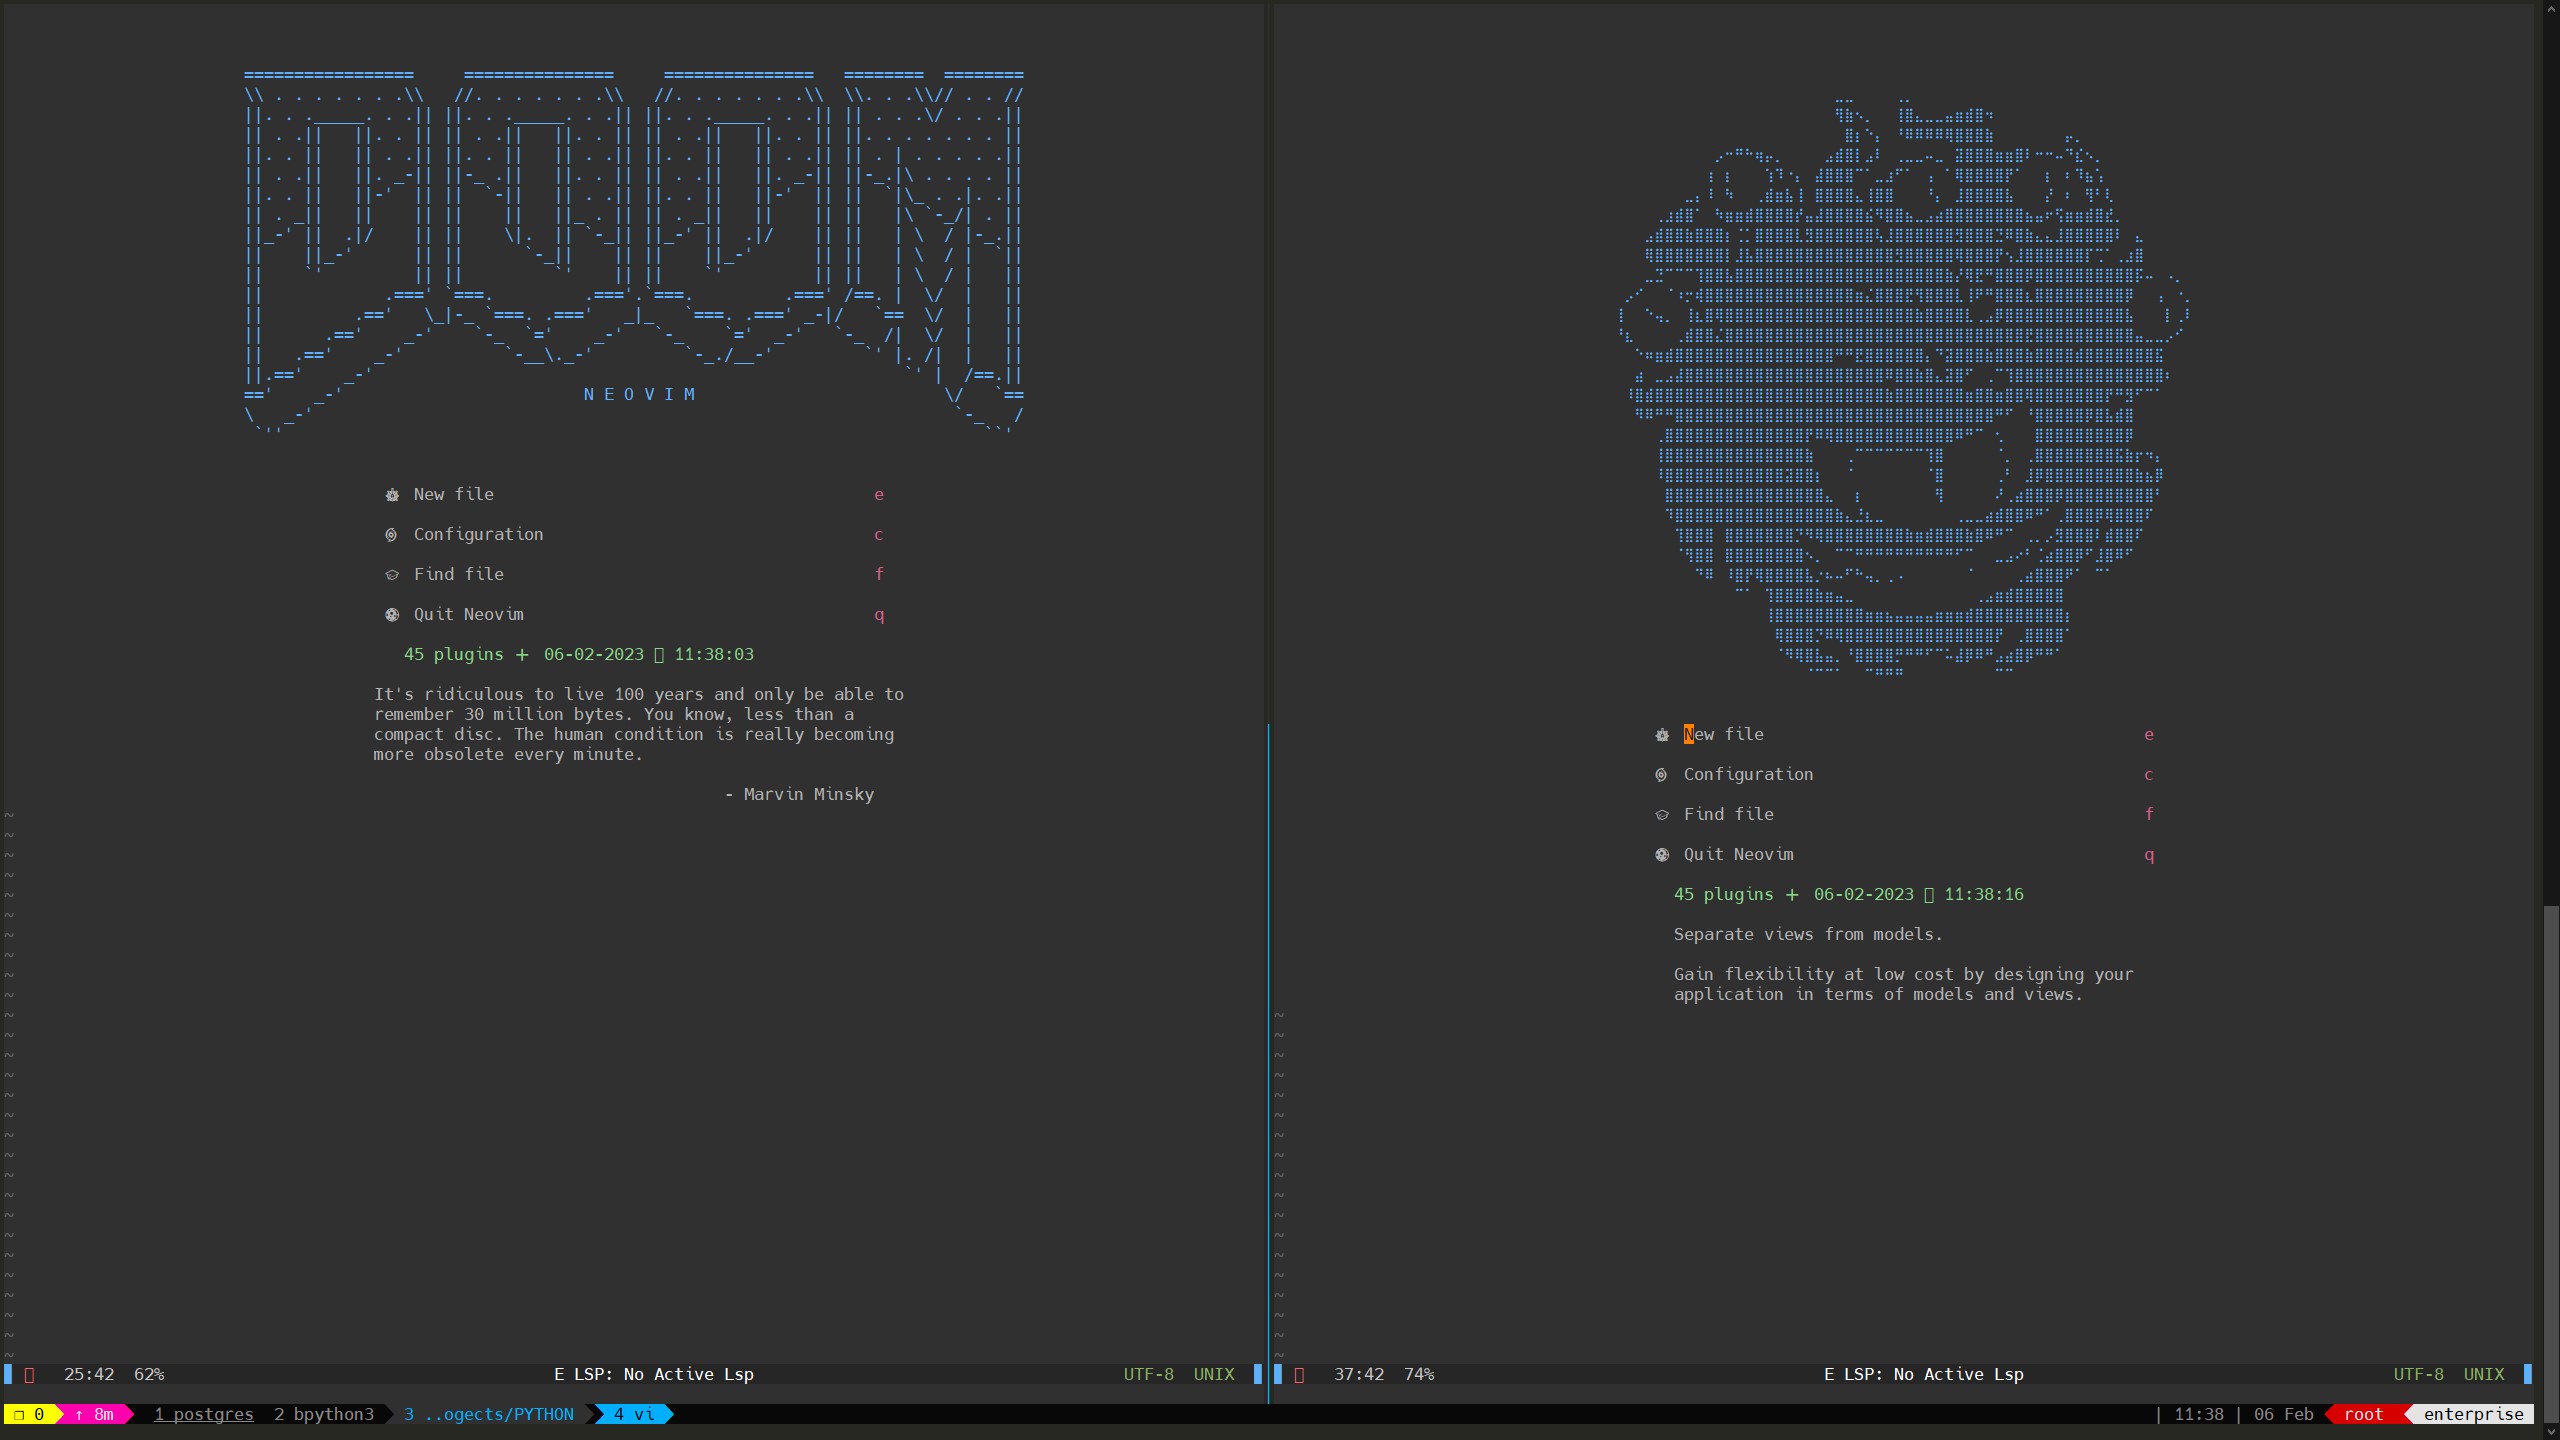 N E O V I M
New file e
Configuration c
Find file f
Quit Neovim q
45 plugins + 06-02-2023 11:38:03
It's ridiculous to live 100 years and only be able to
remember 30 million bytes. You know, less than a
compact disc. The human condition is really becoming
more obsolete every minute.
- Marvin Minsky
25:42 62% E LSP: No Active Lsp UTF-8 UNIX
New file e
Configuration c
Find file f
Quit Neovim q
45 plugins + 06-02-2023 11:38:16
Separate views from models.
Gain flexibility at low cost by designing your
application in terms of models and views.
37:42 74% E LSP: No Active Lsp UTF-8 UNIX
0 ↑ 8m 1 postgres 2 bpython3 3 ..ogects/PYTHON 4 vi | 11:38 | 06 Feb root enterprise